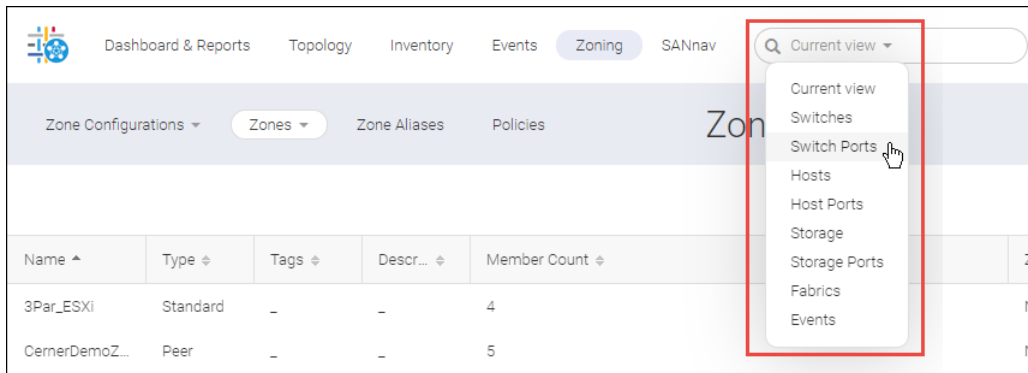 Dashboard & Reports Topology Inventory Events Zoning SANnav Current view
Zone Configurations Zones Zone Aliases Policies Zon
Current view
Switches
Switch Ports
Hosts
Host Ports
Storage
Storage Ports
Fabrics
Events
Name Type Tags Descr... Member Count
3Par_ESXi Standard _ _ 4
CernerDemoZ... Peer _ _ 5